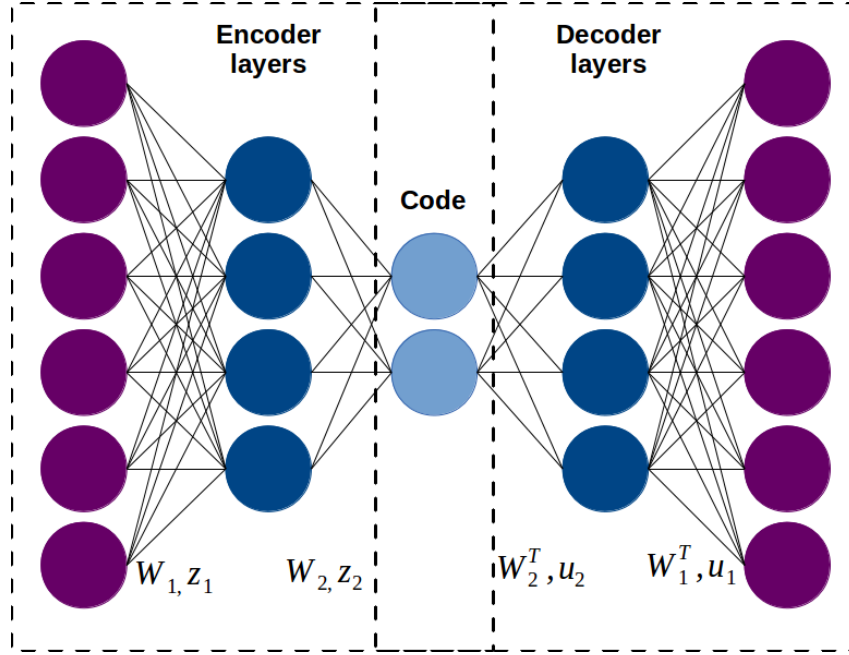 Encoder
layers
Decoder
layers
Code
W₁, z₁
W₂, z₂
W₂ᵀ, u₂
W₁ᵀ, u₁